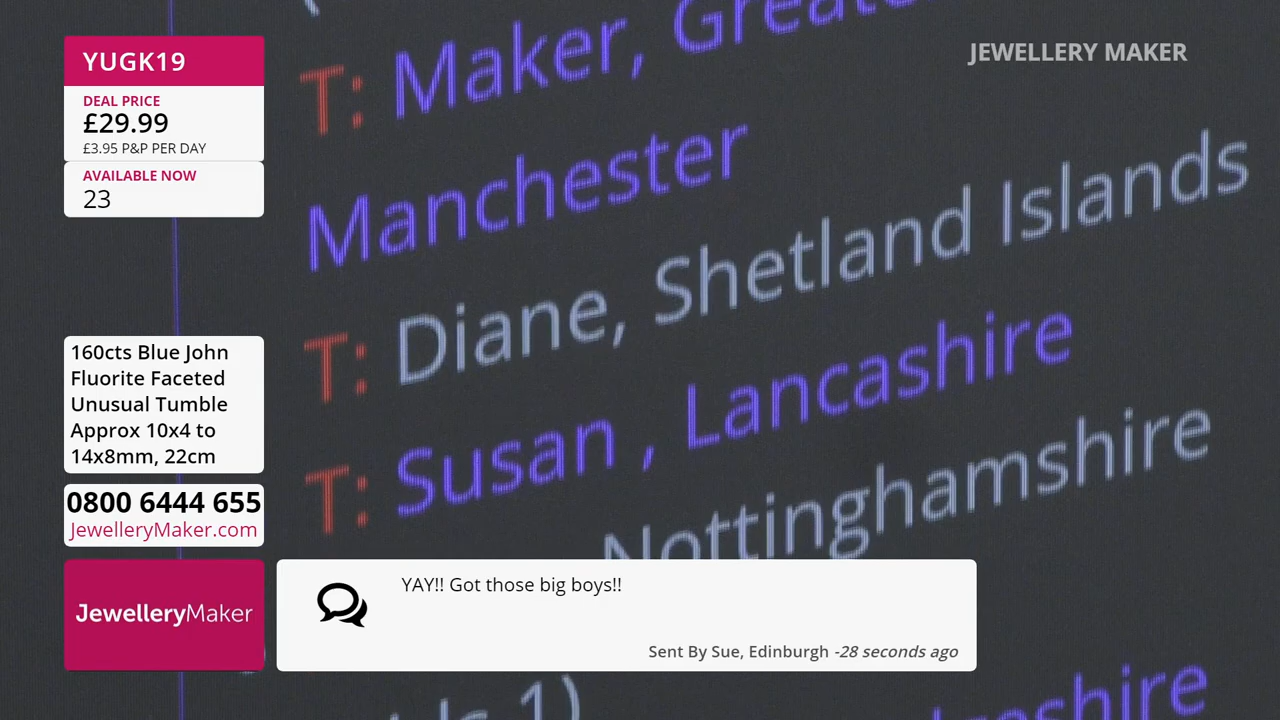 YUGK19
DEAL PRICE
£29.99
£3.95 P&P PER DAY
AVAILABLE NOW
23
JEWELLERY MAKER
T: Maker, Greate
Manchester
T: Diane, Shetland Islands
T: Susan , Lancashire
Nottinghamshire
160cts Blue John
Fluorite Faceted
Unusual Tumble
Approx 10x4 to
14x8mm, 22cm
0800 6444 655
JewelleryMaker.com
JewelleryMaker
YAY!! Got those big boys!!
Sent By Sue, Edinburgh -28 seconds ago
1)